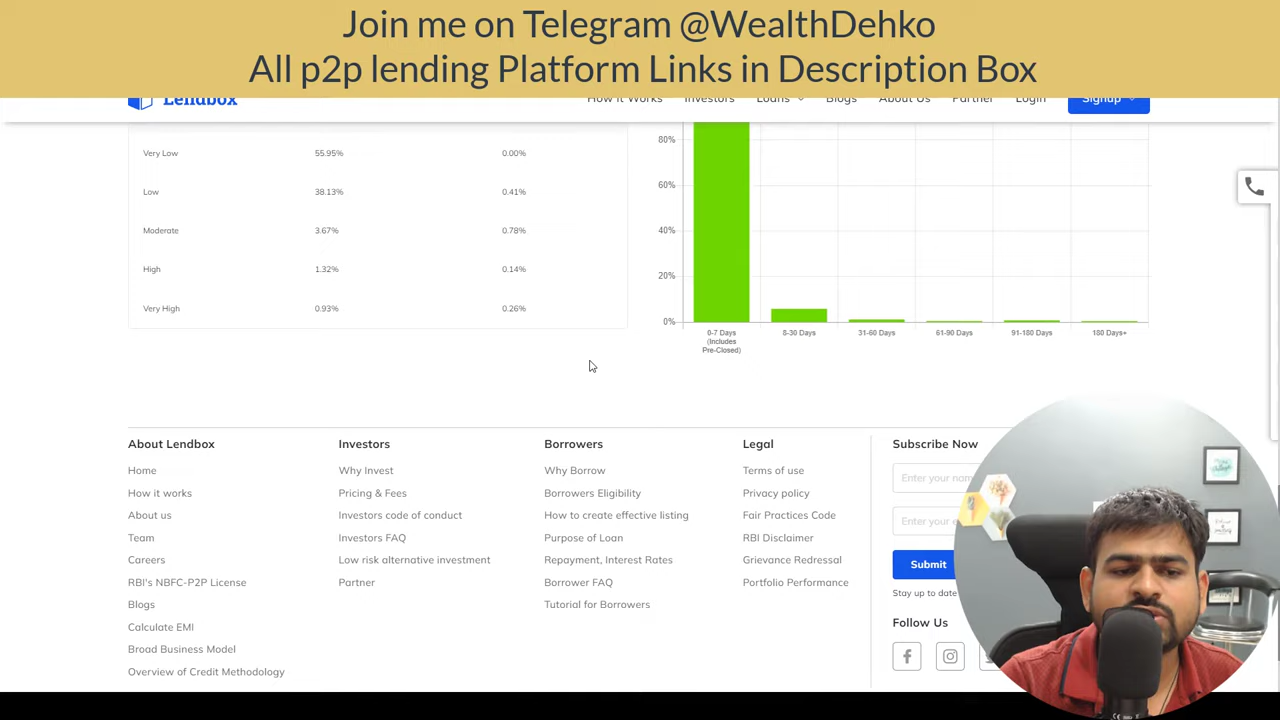 Join me on Telegram @WealthDehko
All p2p lending Platform Links in Description Box
Lendbox
How it Works
Investors
Loans
Blogs
About Us
Partner
Login
Signup
Very Low 55.95% 0.00%
Low 38.13% 0.41%
Moderate 3.67% 0.78%
High 1.32% 0.14%
Very High 0.93% 0.26%
80%
60%
40%
20%
0%
0-7 Days
(Includes
Pre-Closed)
8-30 Days
31-60 Days
61-90 Days
91-180 Days
180 Days+
About Lendbox
Home
How it works
About us
Team
Careers
RBI's NBFC-P2P License
Blogs
Calculate EMI
Broad Business Model
Overview of Credit Methodology
Investors
Why Invest
Pricing & Fees
Investors code of conduct
Investors FAQ
Low risk alternative investment
Partner
Borrowers
Why Borrow
Borrowers Eligibility
How to create effective listing
Purpose of Loan
Repayment, Interest Rates
Borrower FAQ
Tutorial for Borrowers
Legal
Terms of use
Privacy policy
Fair Practices Code
RBI Disclaimer
Grievance Redressal
Portfolio Performance
Subscribe Now
Enter your
Enter your
Submit
Stay up to date
Follow Us